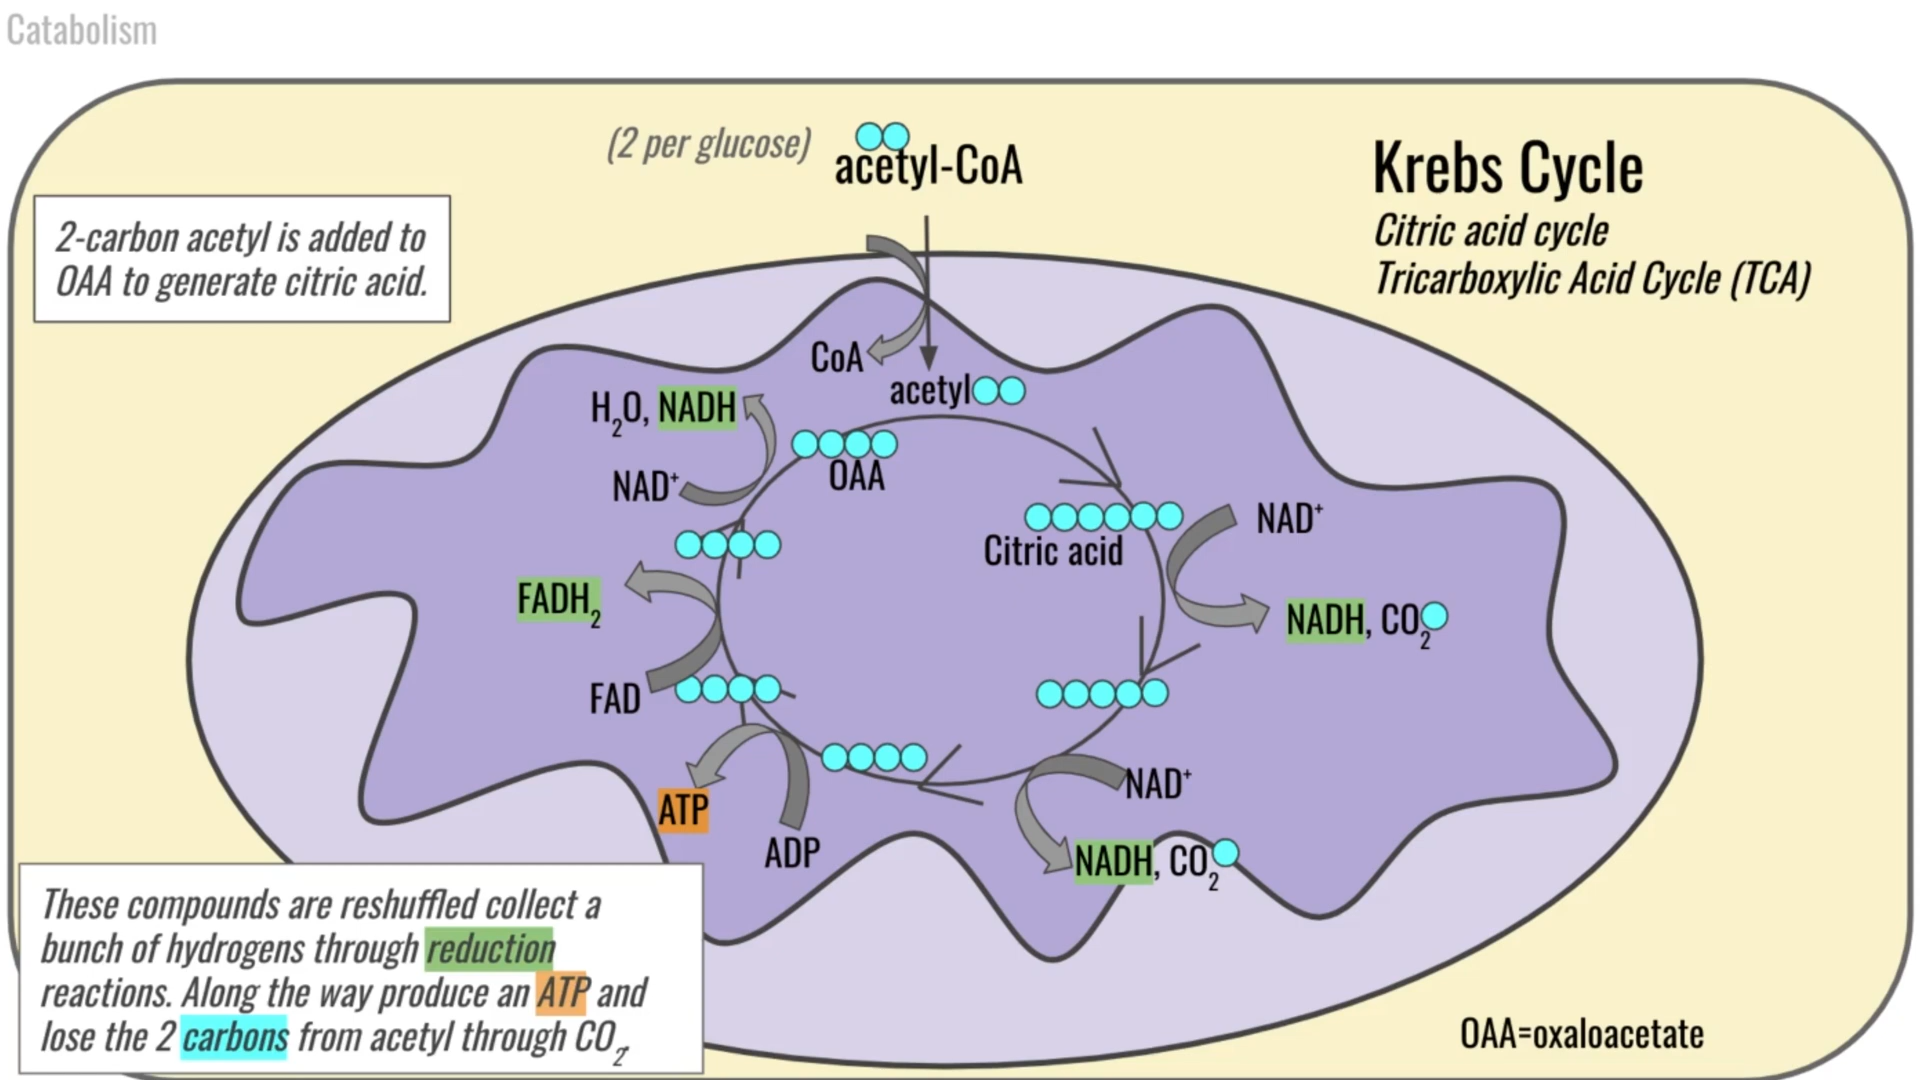 Catabolism
(2 per glucose)
acetyl-CoA
Krebs Cycle
Citric acid cycle
Tricarboxylic Acid Cycle (TCA)
2-carbon acetyl is added to
OAA to generate citric acid.
CoA
acetyl
H₂O, NADH
NAD⁺
OAA
Citric acid
NAD⁺
FADH₂
NADH, CO₂
FAD
ATP
ADP
NAD⁺
NADH, CO₂
These compounds are reshuffled collect a
bunch of hydrogens through reduction
reactions. Along the way produce an ATP and
lose the 2 carbons from acetyl through CO₂.
OAA=oxaloacetate